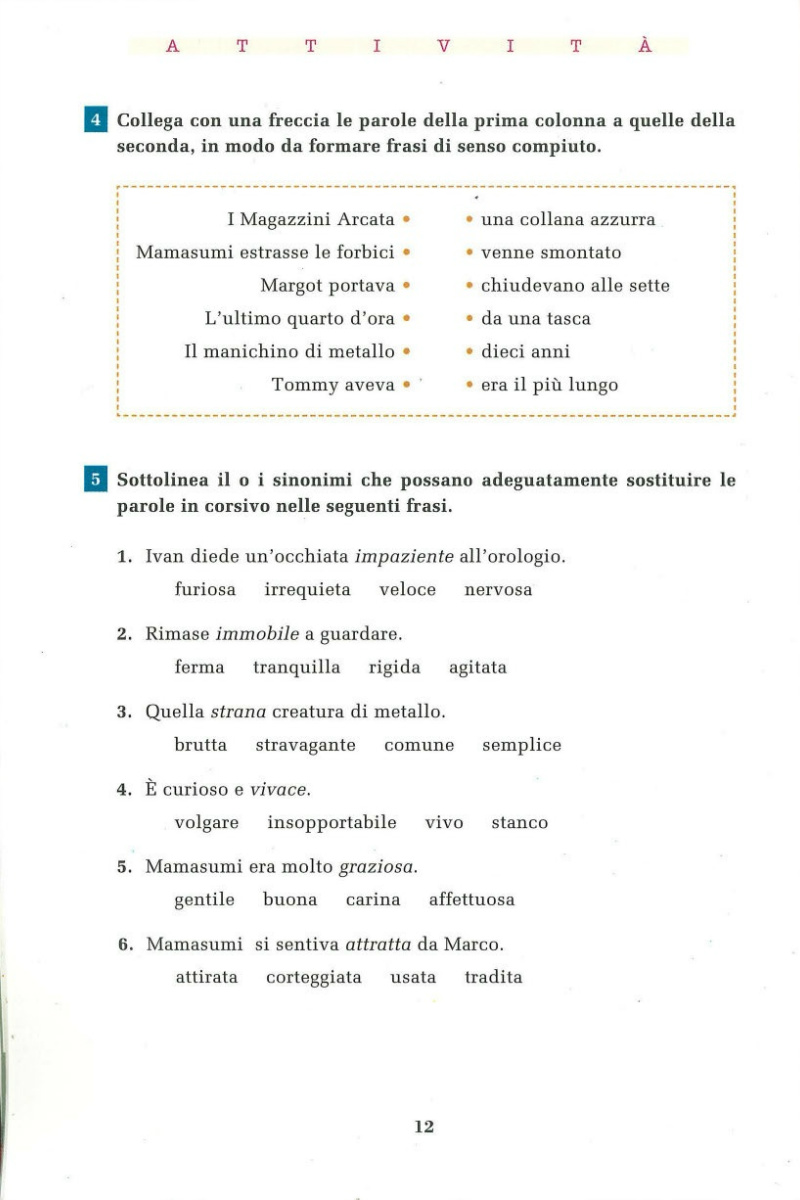 A T T I V I T À
4 Collega con una freccia le parole della prima colonna a quelle della
seconda, in modo da formare frasi di senso compiuto.
I Magazzini Arcata • • una collana azzurra
Mamasumi estrasse le forbici • • venne smontato
Margot portava • • chiudevano alle sette
L'ultimo quarto d'ora • • da una tasca
Il manichino di metallo • • dieci anni
Tommy aveva • • era il più lungo
5 Sottolinea il o i sinonimi che possano adeguatamente sostituire le
parole in corsivo nelle seguenti frasi.
1. Ivan diede un'occhiata impaziente all'orologio.
furiosa irrequieta veloce nervosa
2. Rimase immobile a guardare.
ferma tranquilla rigida agitata
3. Quella strana creatura di metallo.
brutta stravagante comune semplice
4. È curioso e vivace.
volgare insopportabile vivo stanco
5. Mamasumi era molto graziosa.
gentile buona carina affettuosa
6. Mamasumi si sentiva attratta da Marco.
attirata corteggiata usata tradita
12